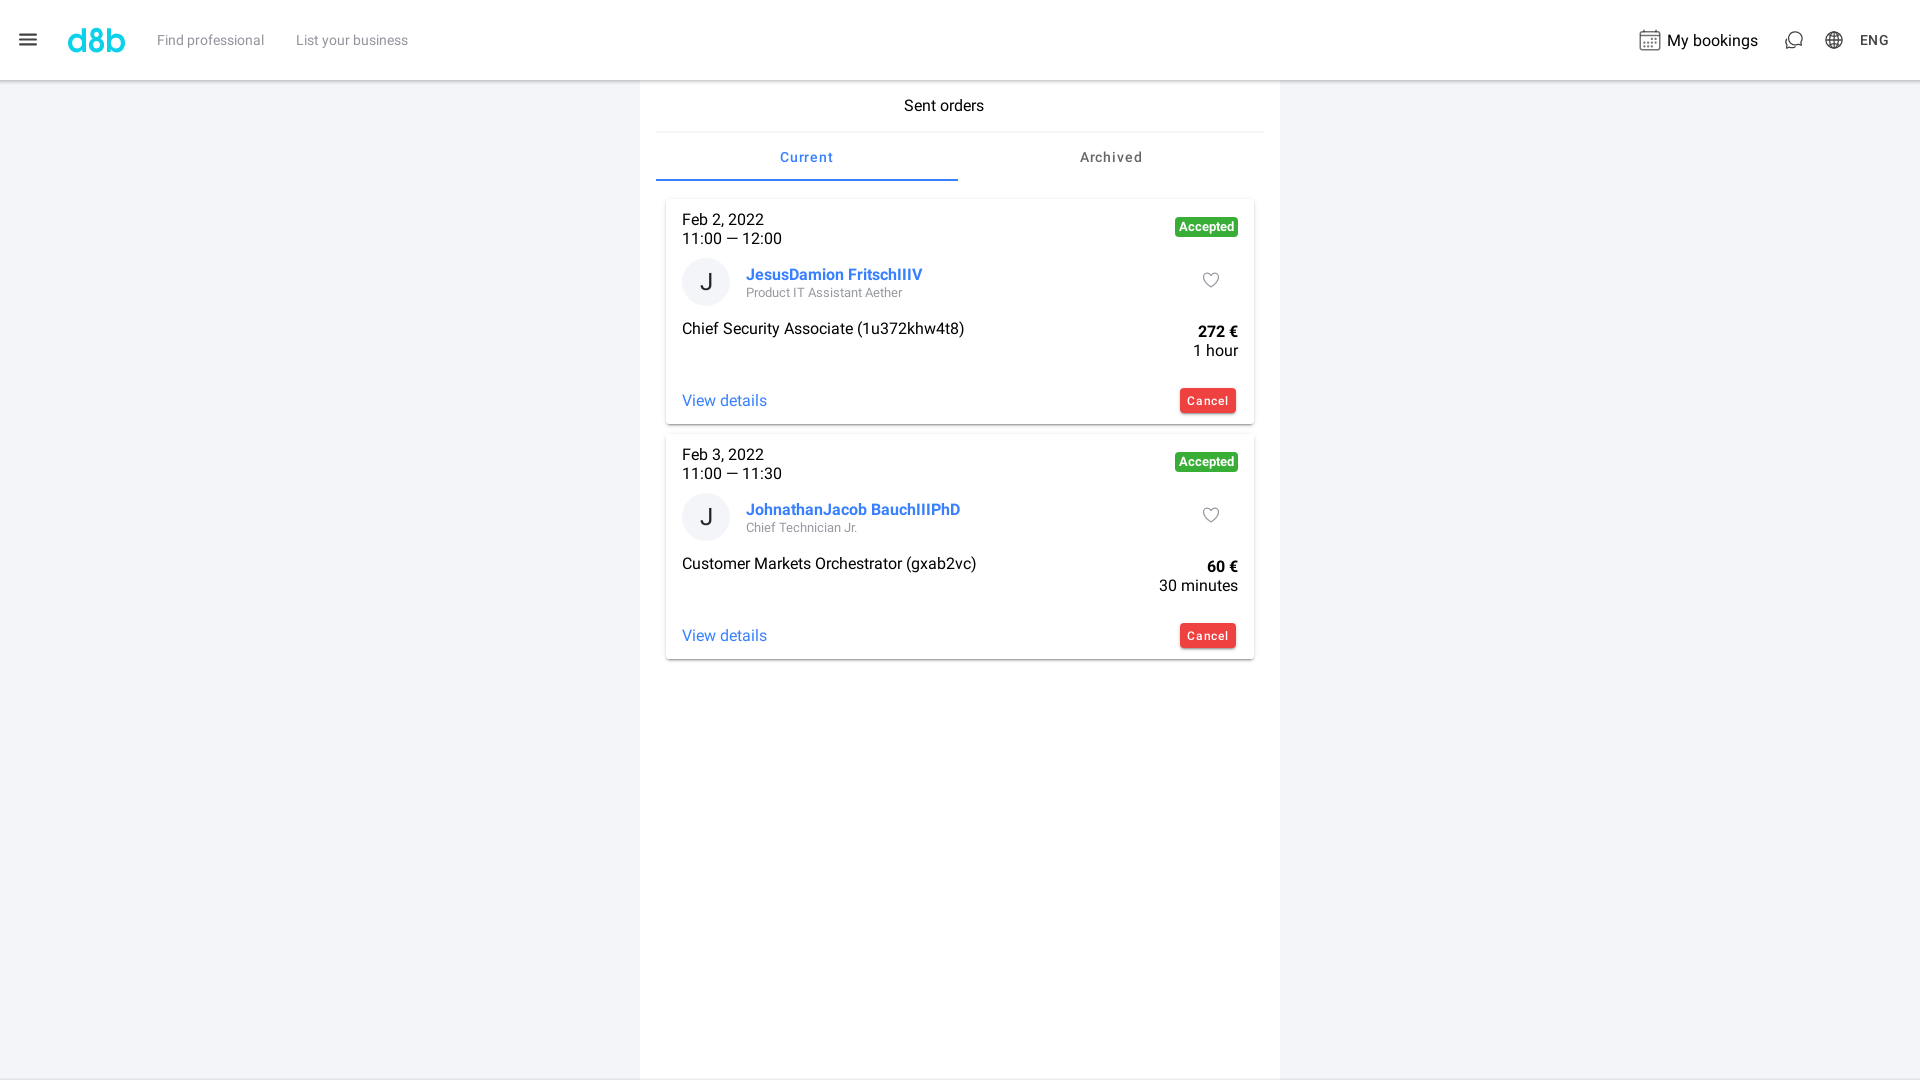 d8b
Find professional
List your business
My bookings
ENG
Sent orders
Current
Archived
Feb 2, 2022
11:00 — 12:00
Accepted
J
JesusDamion FritschIIIV
Product IT Assistant Aether
Chief Security Associate (1u372khw4t8)
272 €
1 hour
View details
Cancel
Feb 3, 2022
11:00 — 11:30
Accepted
J
JohnathanJacob BauchIIIPhD
Chief Technician Jr.
Customer Markets Orchestrator (gxab2vc)
60 €
30 minutes
View details
Cancel